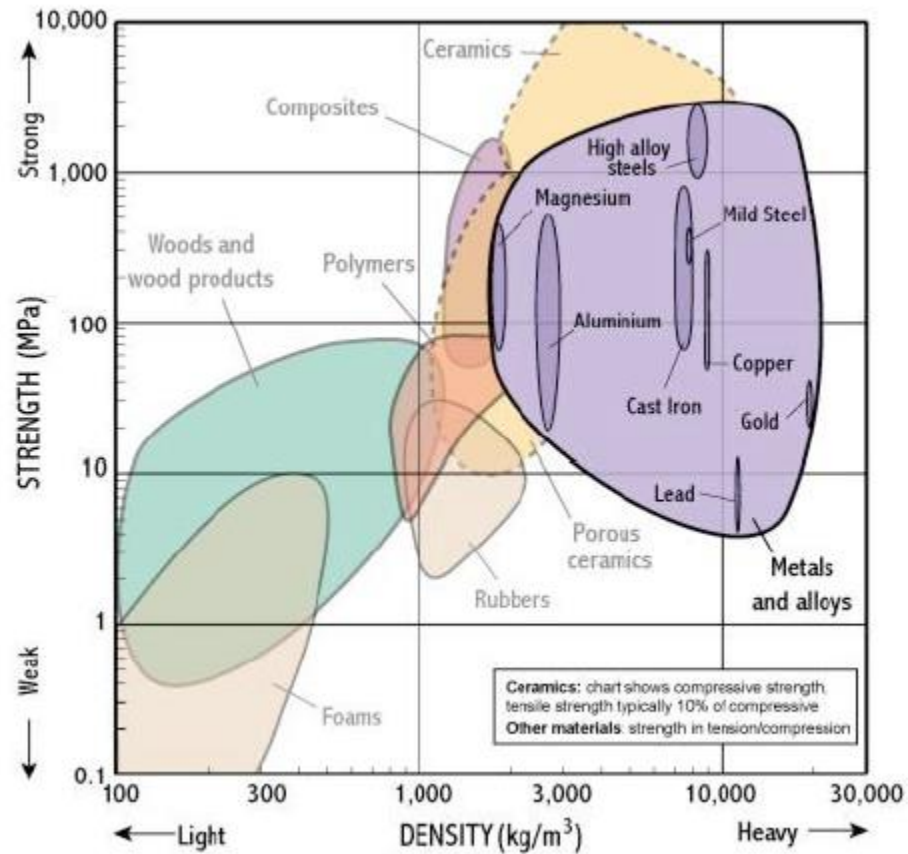 10,000
1,000
100
10
1
0.1
Strong
STRENGTH (MPa)
Weak
Ceramics
Composites
High alloy
steels
Magnesium
Mild Steel
Woods and
wood products
Polymers
Aluminium
Copper
Cast Iron
Gold
Lead
Porous
ceramics
Metals
and alloys
Rubbers
Foams
Ceramics: chart shows compressive strength,
tensile strength typically 10% of compressive
Other materials: strength in tension/compression
100
300
1,000
3,000
10,000
30,000
Light
DENSITY (kg/m³)
Heavy